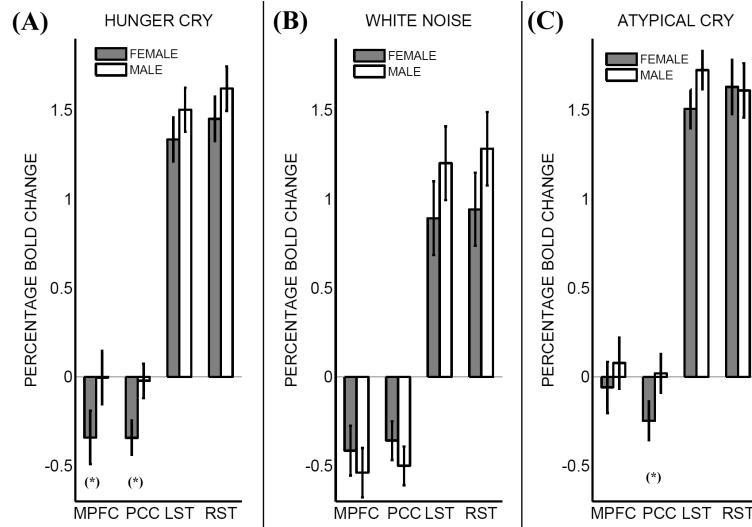 (A) HUNGER CRY
FEMALE
MALE
PERCENTAGE BOLD CHANGE
1.5
1
0.5
0
-0.5
(*) (*)
MPFC PCC LST RST
(B) WHITE NOISE
FEMALE
MALE
PERCENTAGE BOLD CHANGE
1.5
1
0.5
0
-0.5
MPFC PCC LST RST
(C) ATYPICAL CRY
FEMALE
MALE
PERCENTAGE BOLD CHANGE
1.5
1
0.5
0
-0.5
(*)
MPFC PCC LST RST